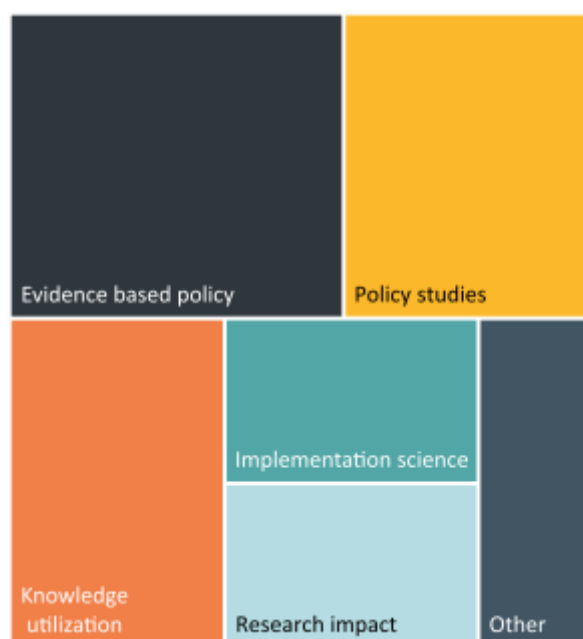 Evidence based policy
Policy studies
Implementation science
Knowledge
utilization
Research impact
Other